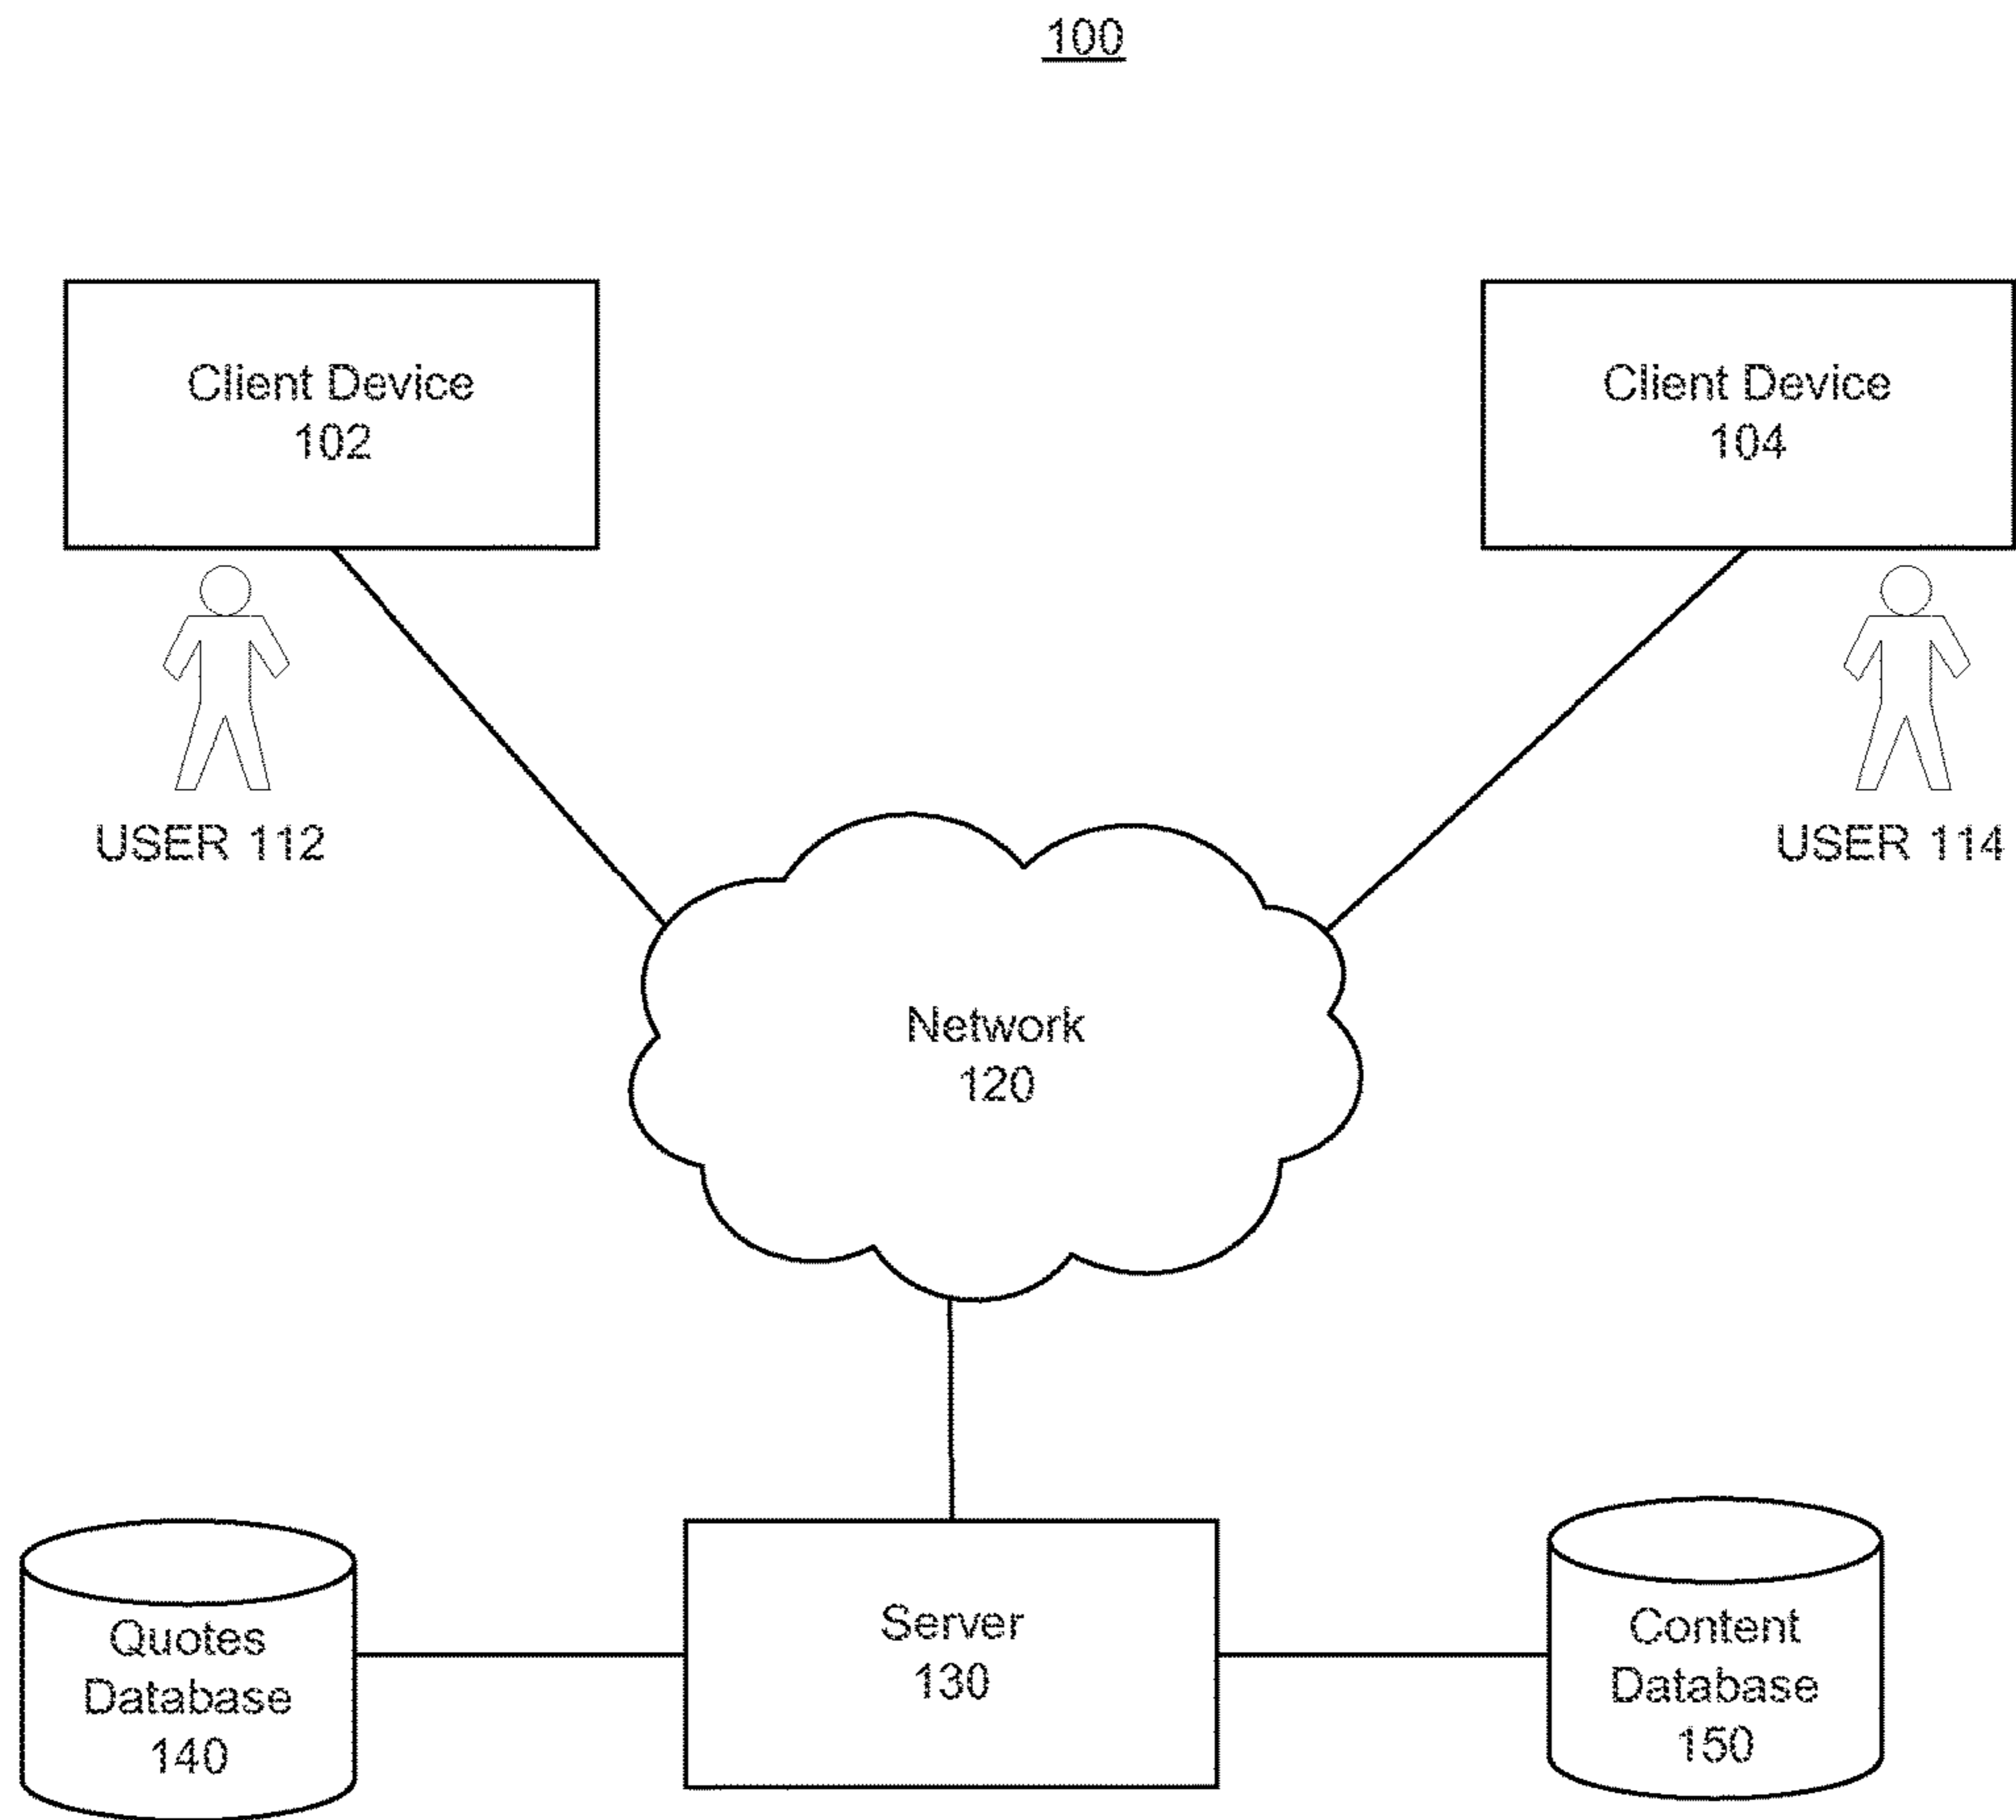 100
Client Device
102
Client Device
104
USER 112
USER 114
Network
120
Quotes
Database
140
Server
130
Content
Database
150